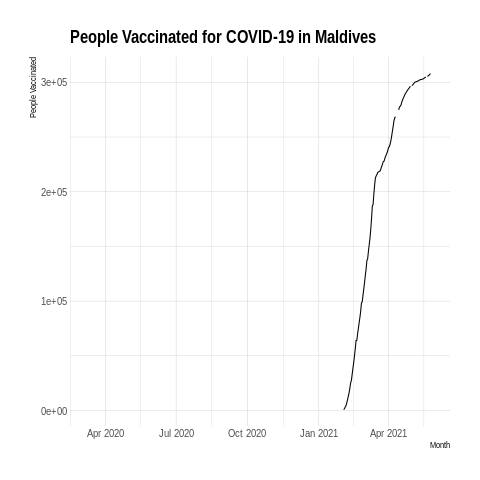 People Vaccinated for COVID-19 in Maldives
People Vaccinated
3e+05
2e+05
1e+05
0e+00
Apr 2020 Jul 2020 Oct 2020 Jan 2021 Apr 2021
Month